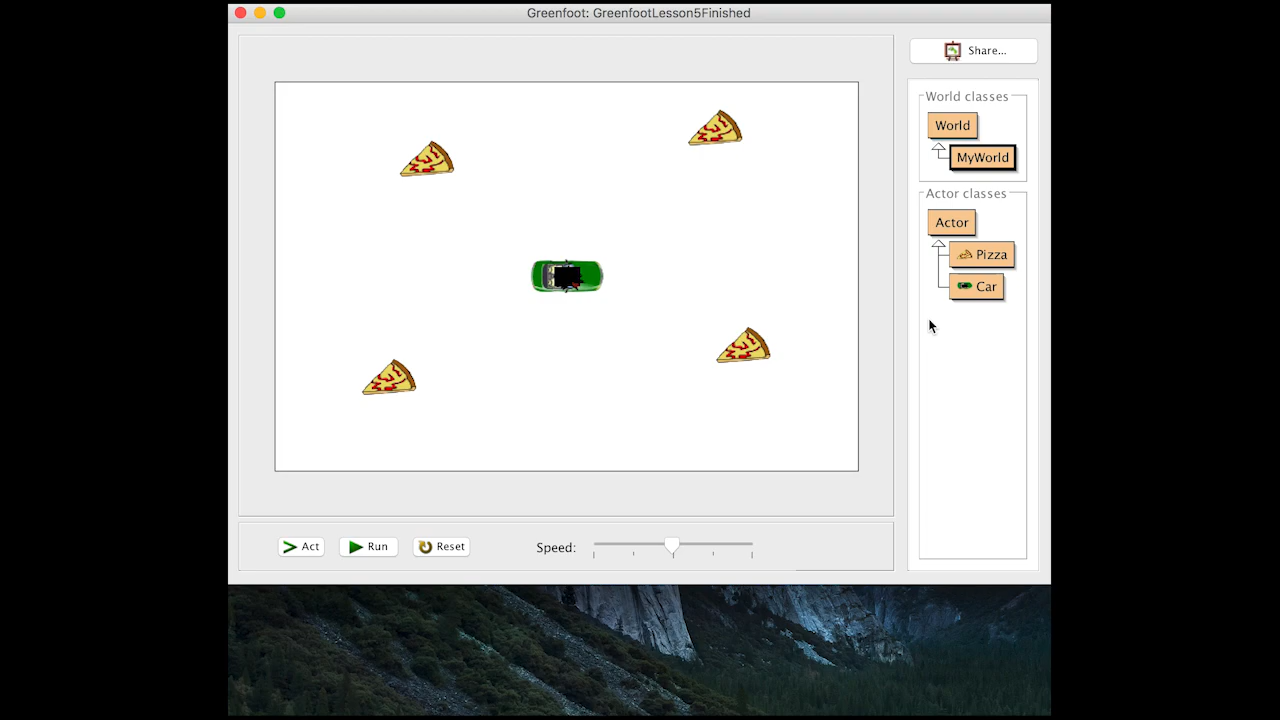 Greenfoot: GreenfootLesson5Finished
Share...
World classes
World
MyWorld
Actor classes
Actor
Pizza
Car
Act
Run
Reset
Speed: